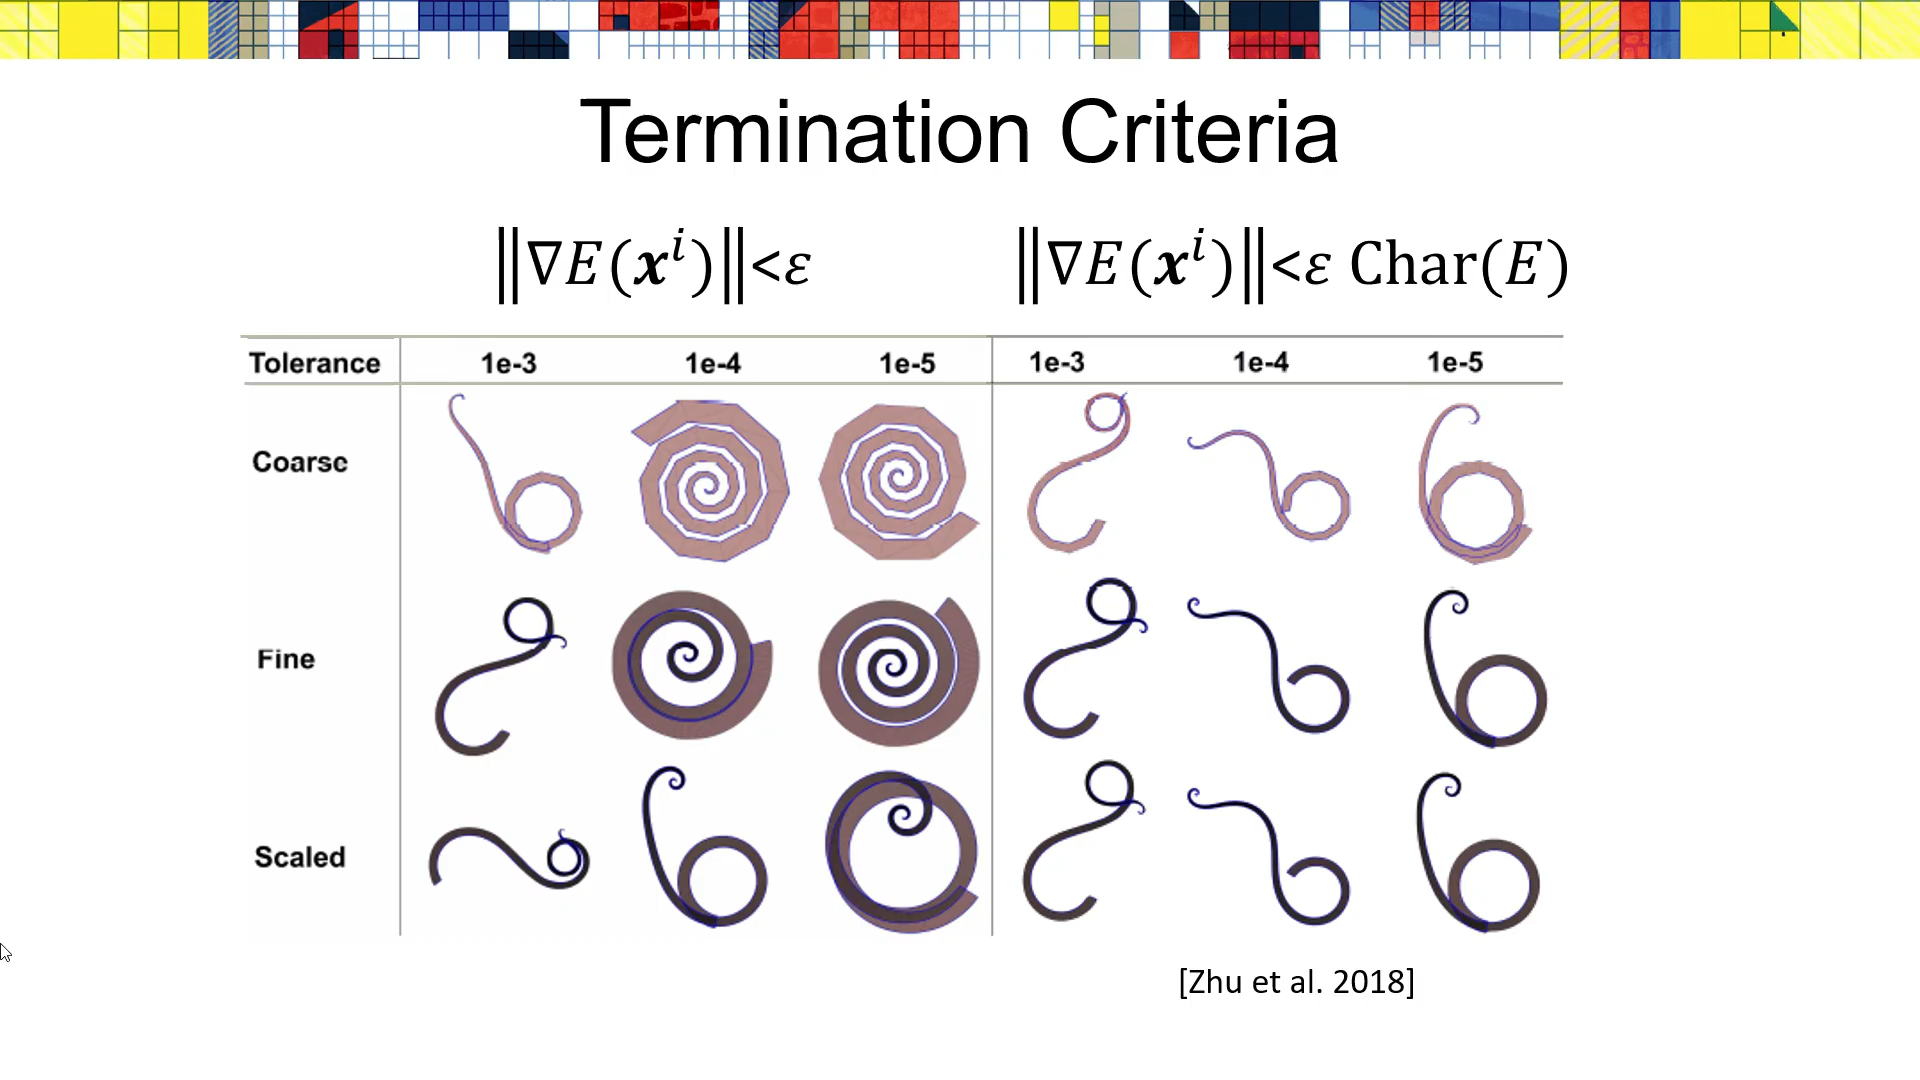 Termination Criteria
‖∇E(xⁱ)‖<ε ‖∇E(xⁱ)‖<ε Char(E)
Tolerance 1e-3 1e-4 1e-5 1e-3 1e-4 1e-5
Coarse
Fine
Scaled
[Zhu et al. 2018]